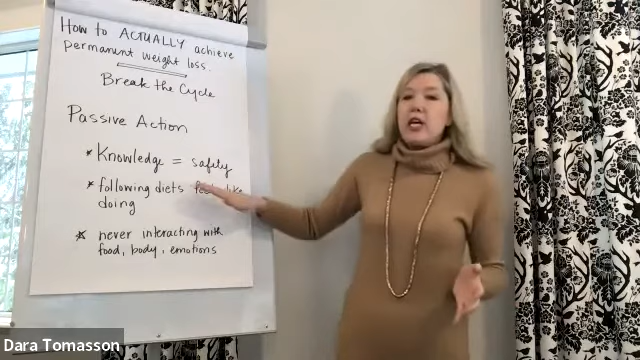 How to ACTUALLY achieve
permanent weight loss.
Break the Cycle
Passive Action
* Knowledge = safety
* following diets like
doing
* never interacting with
food, body, emotions
Dara Tomasson